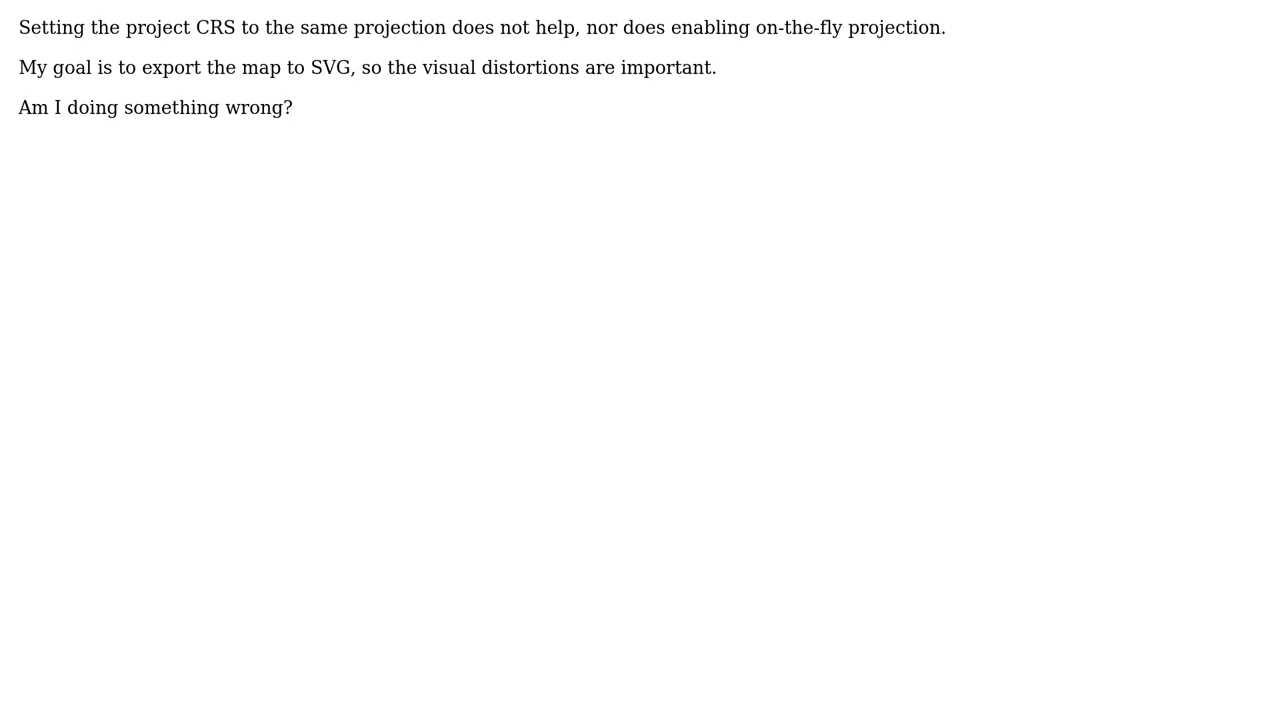 Setting the project CRS to the same projection does not help, nor does enabling on-the-fly projection.
My goal is to export the map to SVG, so the visual distortions are important.
Am I doing something wrong?